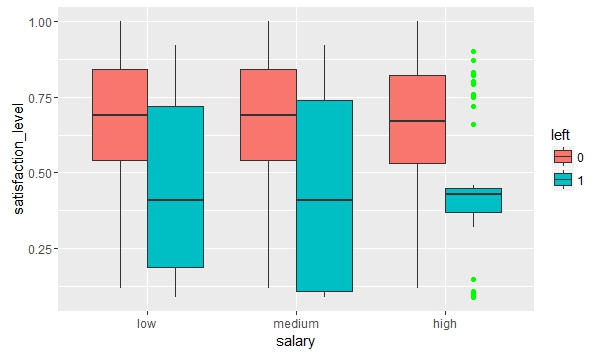 satisfaction_level
1.00
0.75
0.50
0.25
low medium high
salary
left
0
1